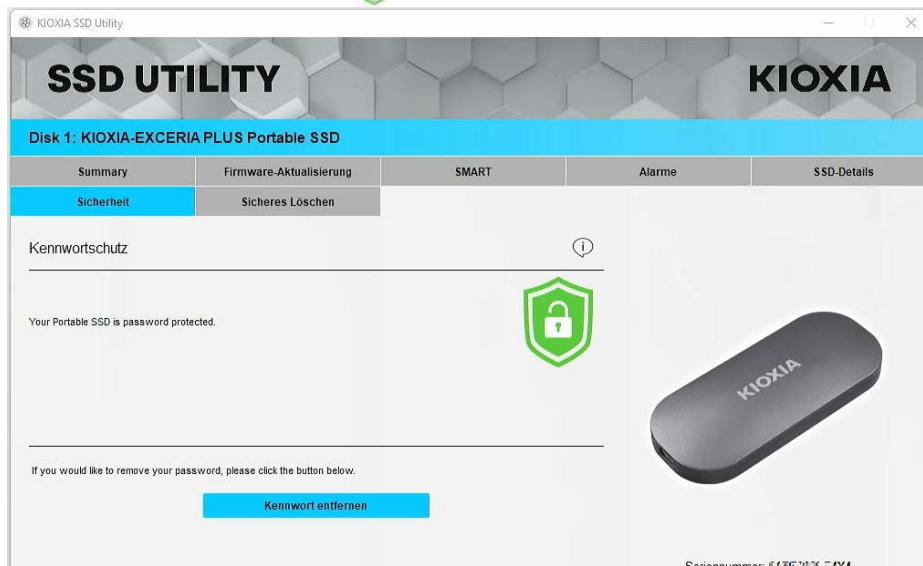 KIOXIA SSD Utility
SSD UTILITY
KIOXIA
Disk 1: KIOXIA-EXCERIA PLUS Portable SSD
Summary Firmware-Aktualisierung SMART Alarme SSD-Details
Sicherheit Sicheres Löschen
Kennwortschutz
Your Portable SSD is password protected.
KIOXIA
If you would like to remove your password, please click the button below.
Kennwort entfernen
Seriennummer: